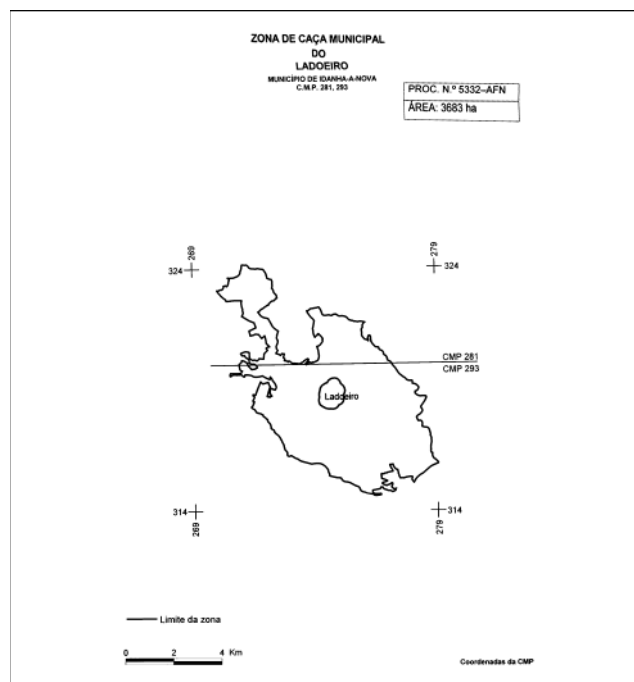 ZONA DE CAÇA MUNICIPAL
DO
LADOEIRO
MUNICÍPIO DE IDANHA-A-NOVA
C.M.P. 281, 293
PROC. N.º 5332–AFN
ÁREA: 3683 ha
269
279
324
324
CMP 281
CMP 293
Ladoeiro
314
314
269
279
Limite da zona
0 2 4 Km
Coordenadas da CMP